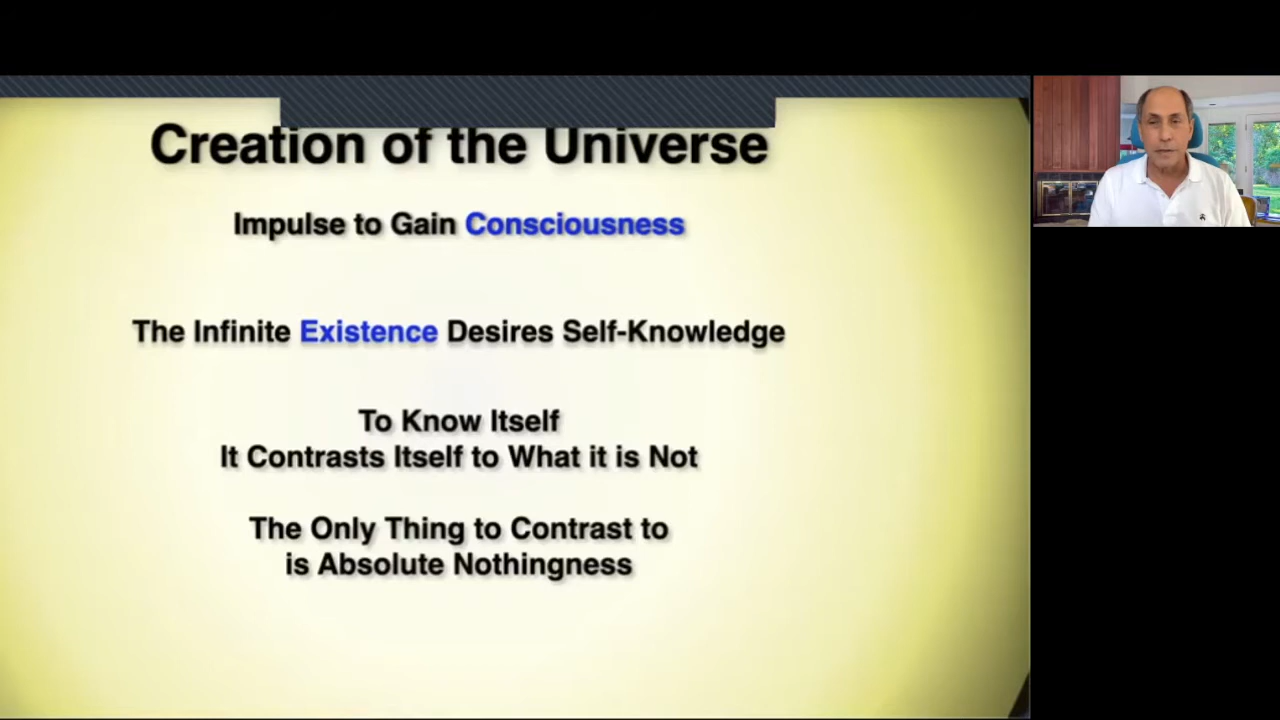 Creation of the Universe
Impulse to Gain Consciousness
The Infinite Existence Desires Self-Knowledge
To Know Itself
It Contrasts Itself to What it is Not
The Only Thing to Contrast to
is Absolute Nothingness